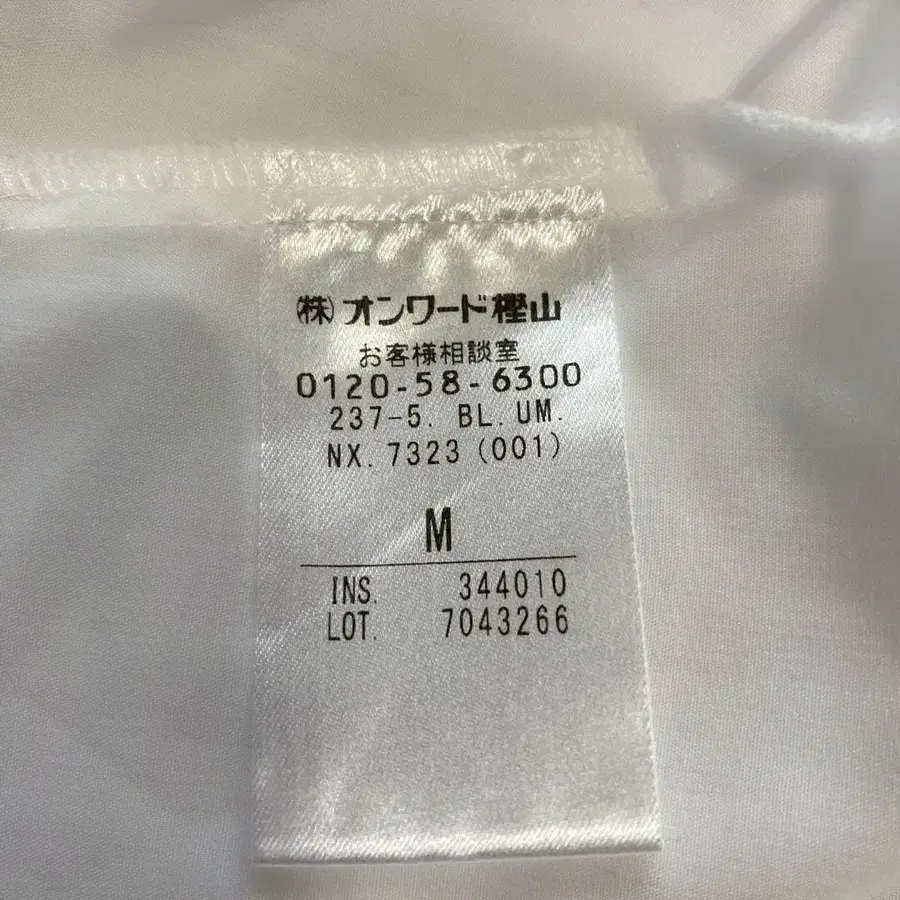 ㈱オンワード樫山
お客様相談室
0120-58-6300
237-5. BL. UM.
NX. 7323 (001)
M
INS. 344010
LOT. 7043266